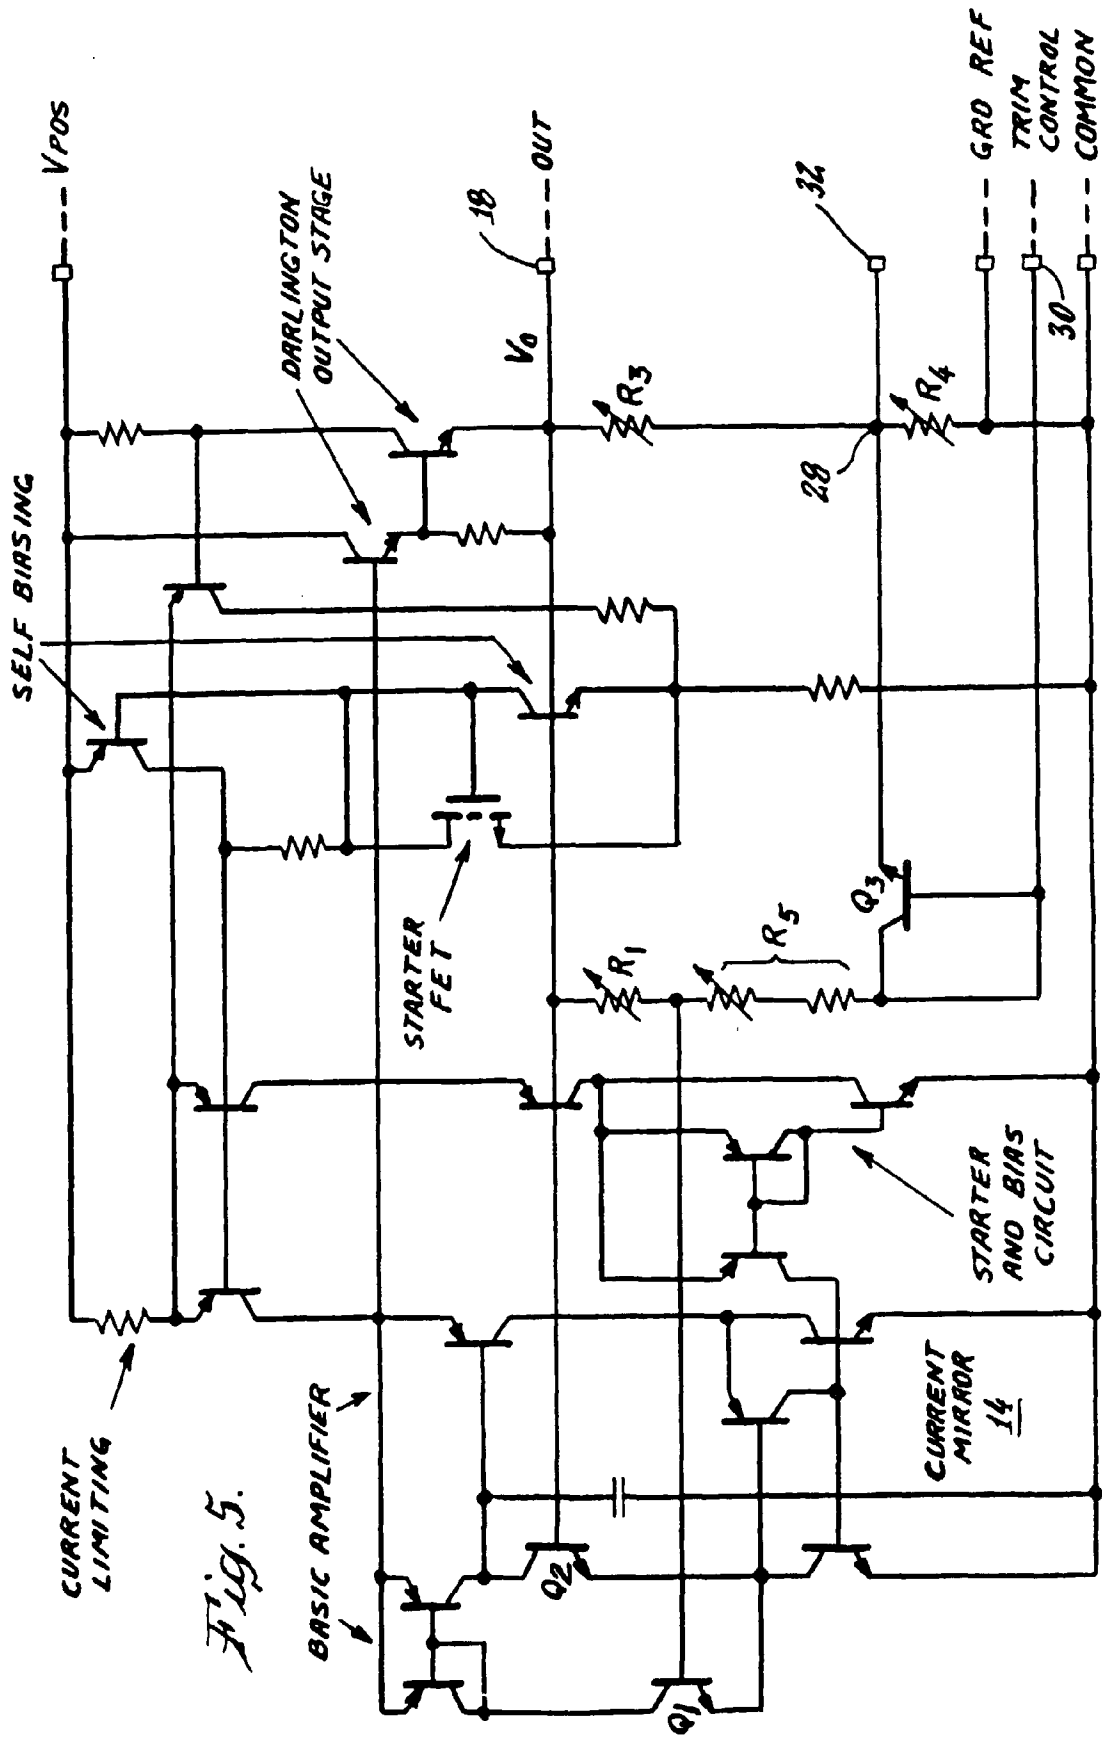 Fig. 5.
CURRENT
LIMITING
SELF BIASING
VPOS
DARLINGTON
OUTPUT STAGE
BASIC AMPLIFIER
STARTER
FET
18
OUT
V0
Q2
Q1
R1
R5
R3
32
28
R4
Q3
CURRENT
MIRROR
14
STARTER
AND BIAS
CIRCUIT
GRD REF
TRIM
CONTROL
30
COMMON